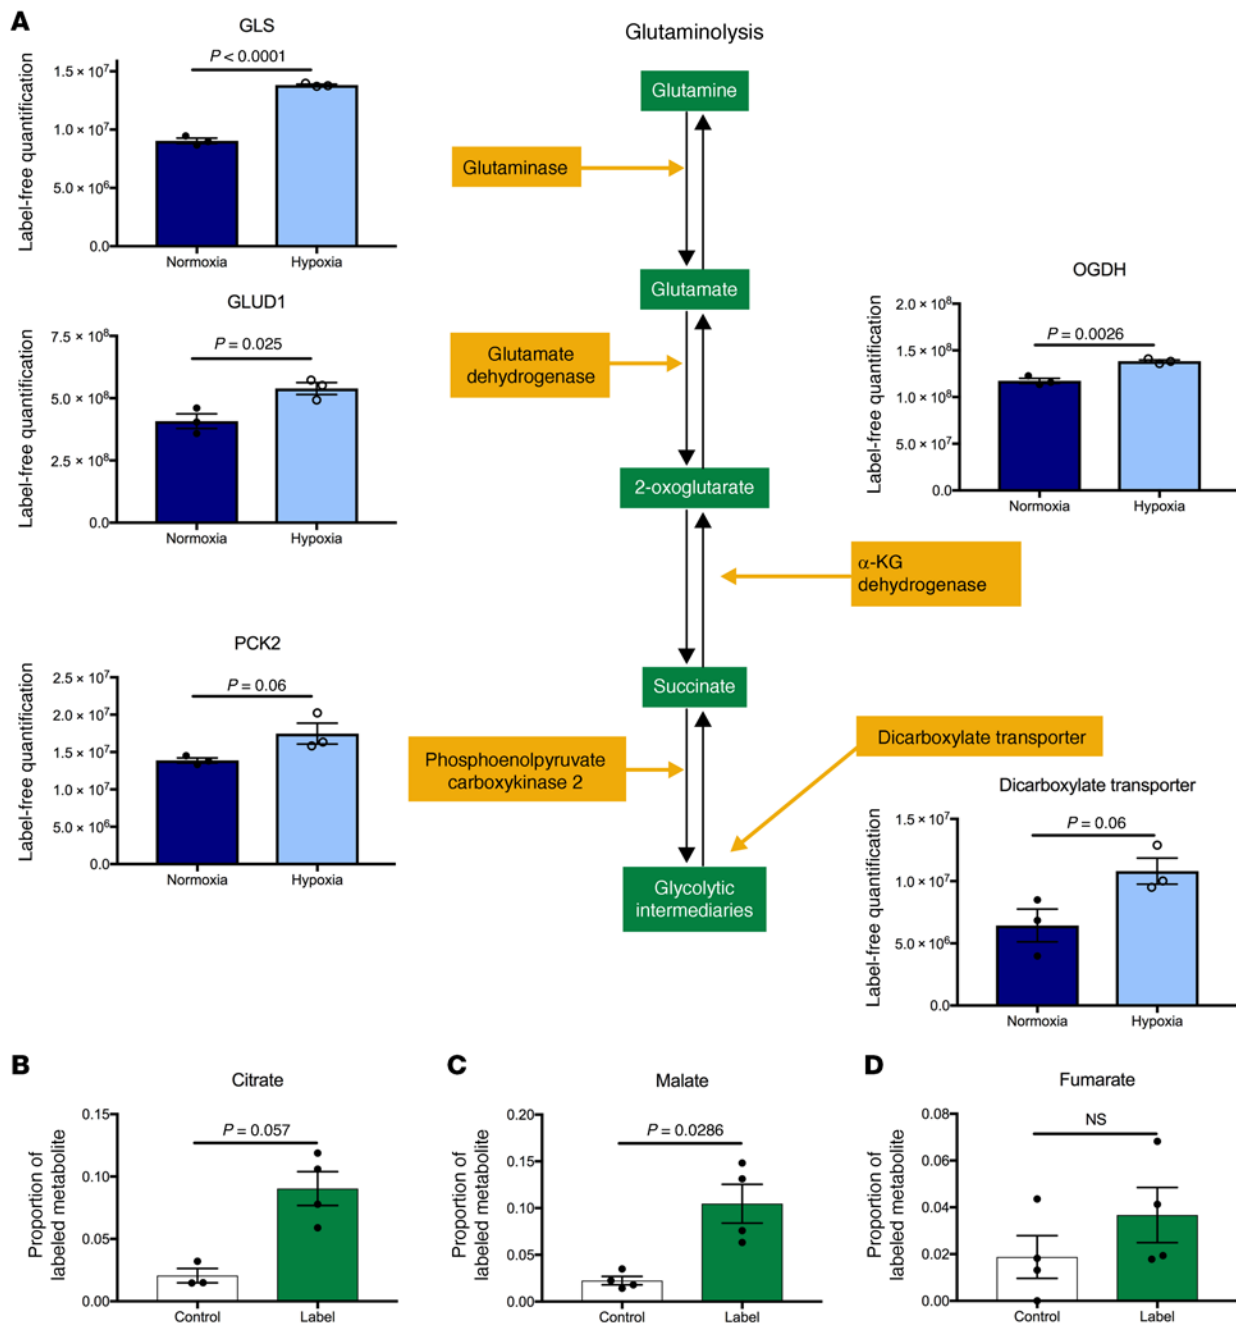 A
GLS
P < 0.0001
Label-free quantification
1.5 × 10⁷
1.0 × 10⁷
5.0 × 10⁶
0.0
Normoxia
Hypoxia
GLUD1
P = 0.025
Label-free quantification
7.5 × 10⁸
5.0 × 10⁸
2.5 × 10⁸
0.0
Normoxia
Hypoxia
PCK2
P = 0.06
Label-free quantification
2.5 × 10⁷
2.0 × 10⁷
1.5 × 10⁷
1.0 × 10⁷
5.0 × 10⁶
0.0
Normoxia
Hypoxia
Glutaminolysis
Glutamine
Glutaminase
Glutamate
Glutamate
dehydrogenase
2-oxoglutarate
α-KG
dehydrogenase
Succinate
Phosphoenolpyruvate
carboxykinase 2
Dicarboxylate transporter
Glycolytic
intermediaries
OGDH
P = 0.0026
Label-free quantification
2.0 × 10⁸
1.5 × 10⁸
1.0 × 10⁸
5.0 × 10⁷
0.0
Normoxia
Hypoxia
Dicarboxylate transporter
P = 0.06
Label-free quantification
1.5 × 10⁷
1.0 × 10⁷
5.0 × 10⁶
0.0
Normoxia
Hypoxia
B
Citrate
P = 0.057
Proportion of
labeled metabolite
0.15
0.10
0.05
0.00
Control
Label
C
Malate
P = 0.0286
Proportion of
labeled metabolite
0.20
0.15
0.10
0.05
0.00
Control
Label
D
Fumarate
NS
Proportion of
labeled metabolite
0.08
0.06
0.04
0.02
0.00
Control
Label